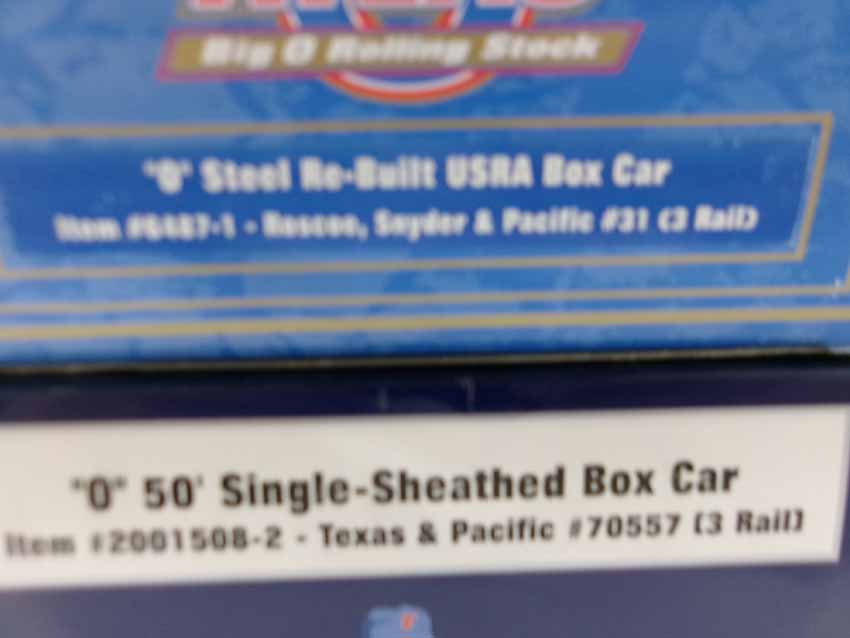 Big O Rolling Stock
"O" Steel Re-Built USRA Box Car
Item #6487-1 - Roscoe, Snyder & Pacific #31 (3 Rail)
"O" 50' Single-Sheathed Box Car
Item #2001508-2 - Texas & Pacific #70557 (3 Rail)